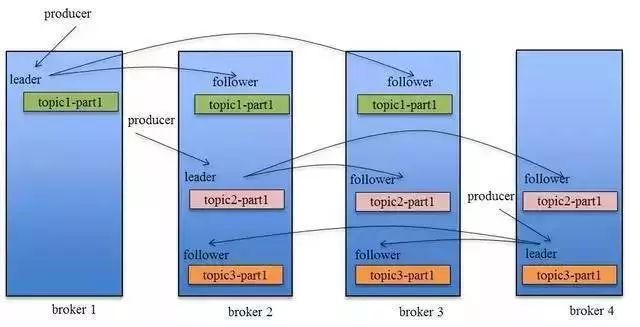 producer
leader
follower
follower
topic1-part1
topic1-part1
topic1-part1
producer
leader
follower
follower
topic2-part1
topic2-part1
topic2-part1
producer
follower
follower
leader
topic3-part1
topic3-part1
topic3-part1
broker 1
broker 2
broker 3
broker 4